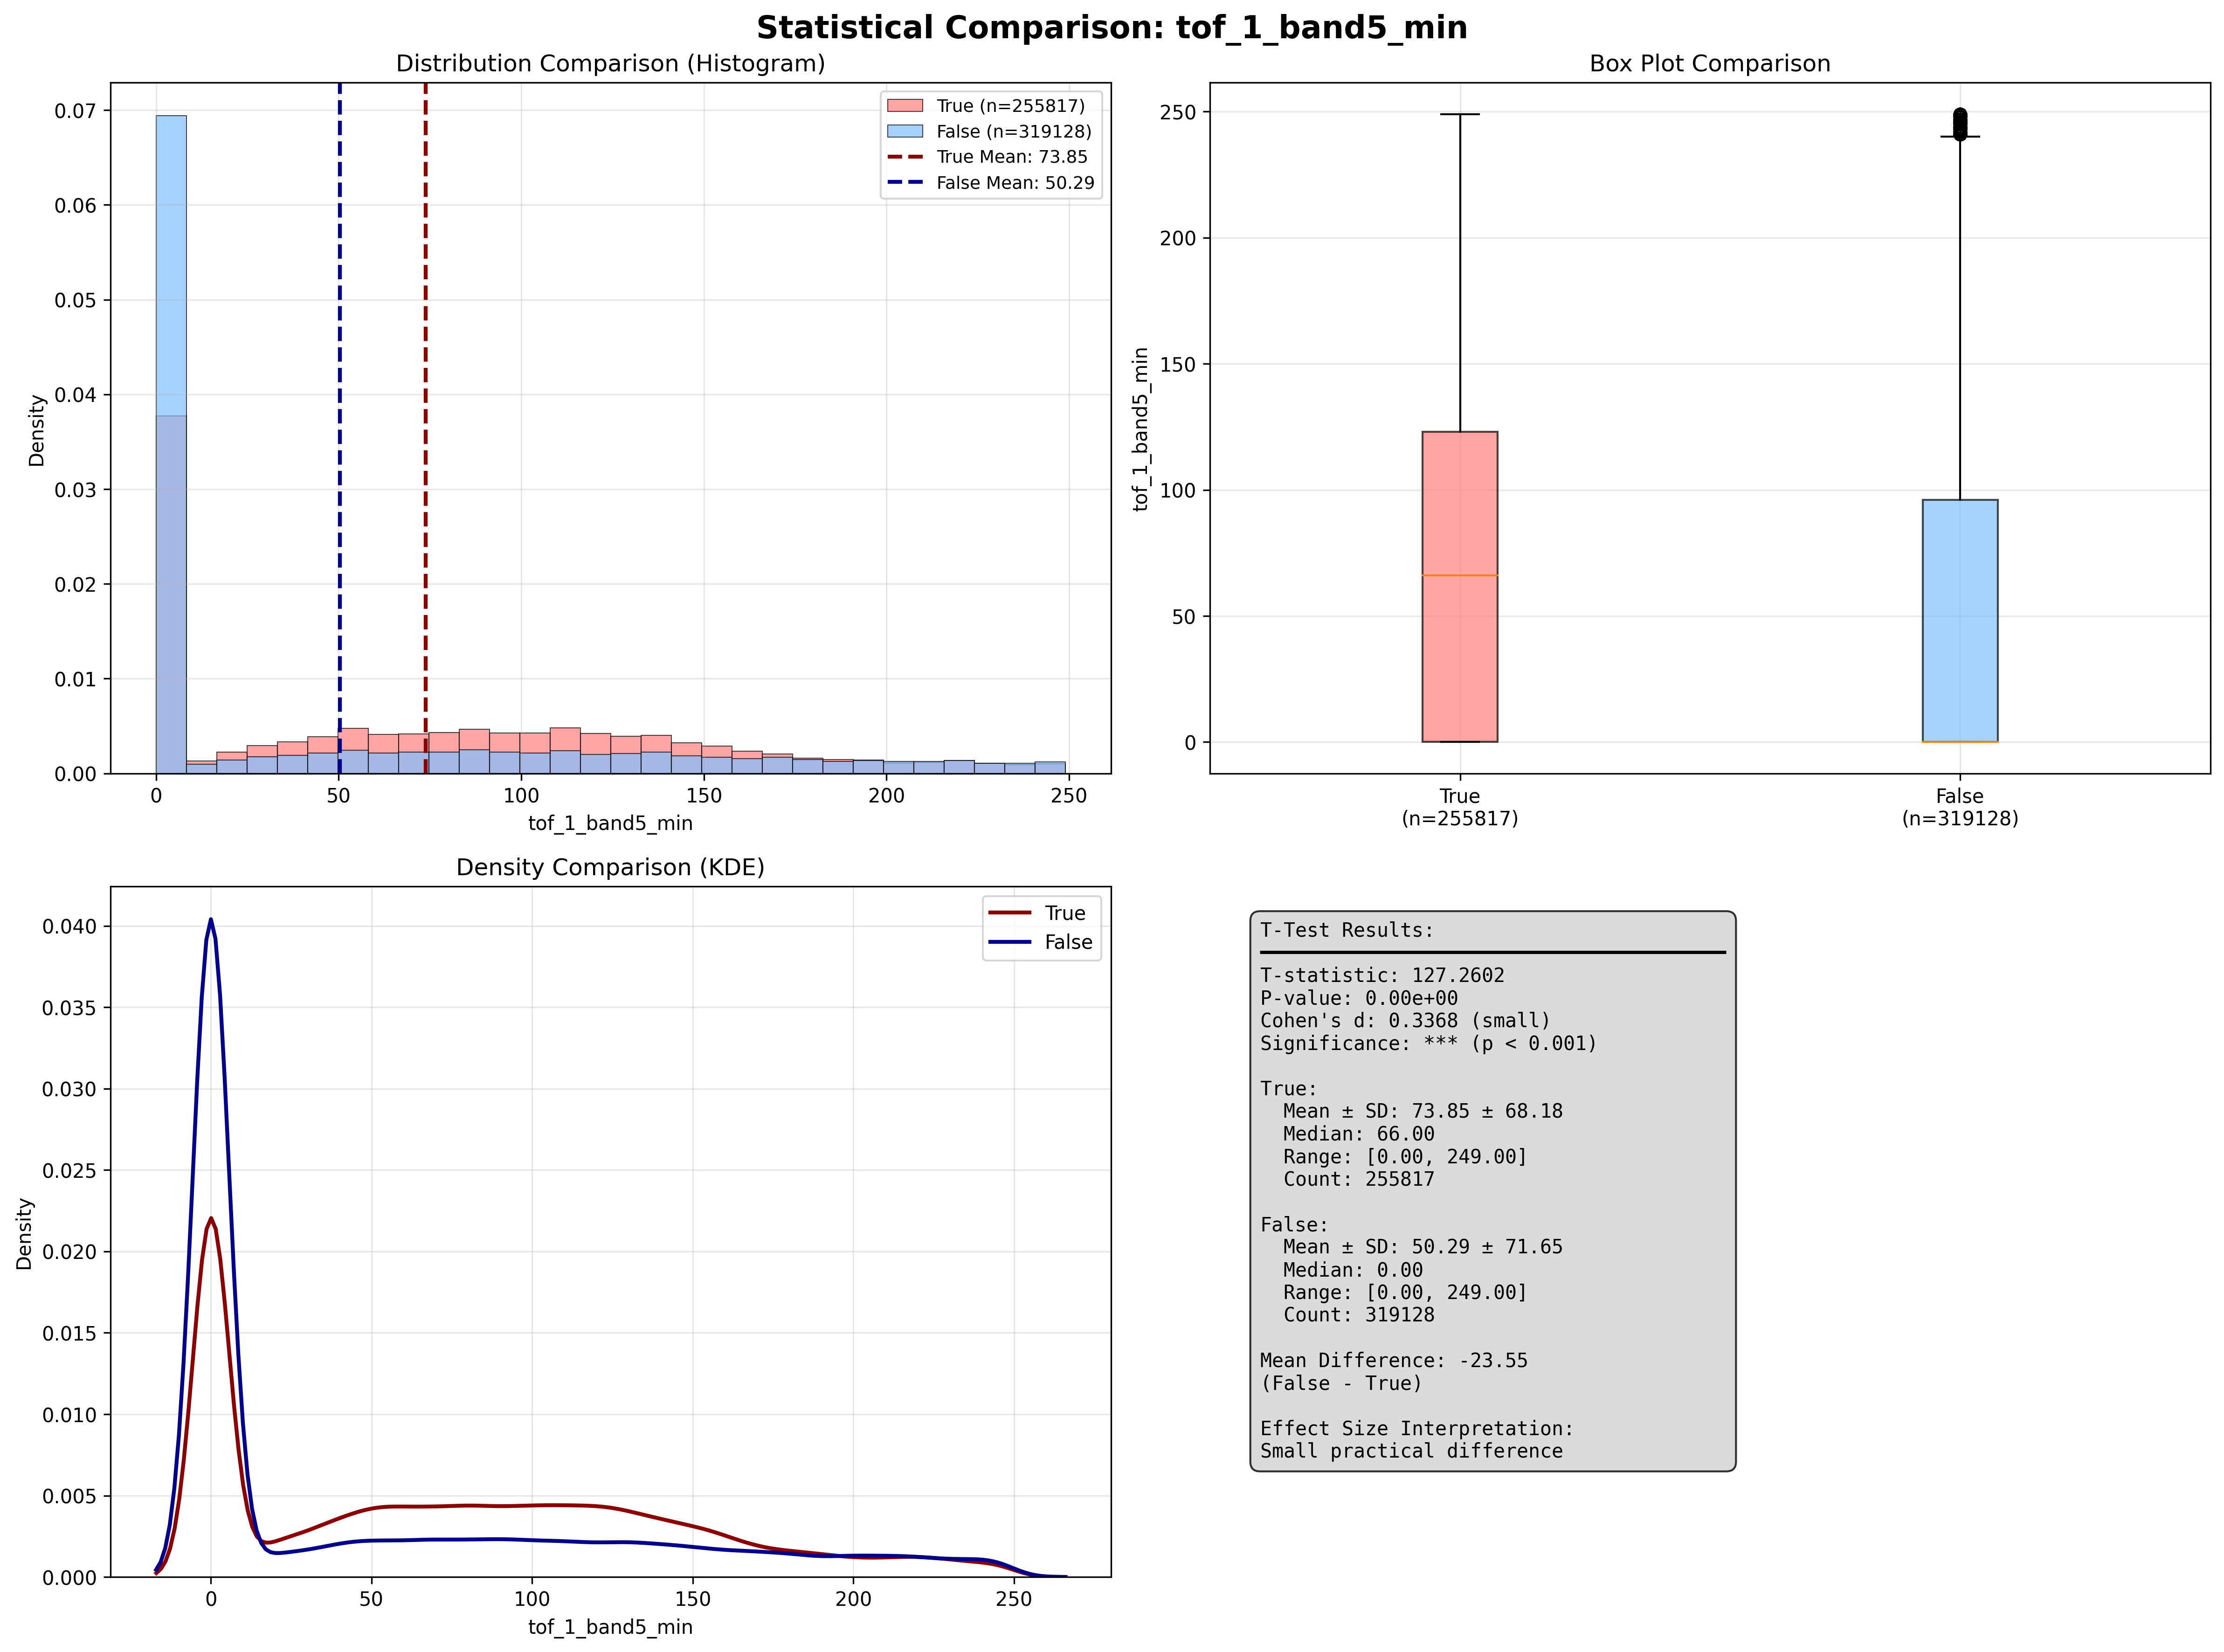 Statistical Comparison: tof_1_band5_min
Distribution Comparison (Histogram)
True (n=255817)
False (n=319128)
True Mean: 73.85
False Mean: 50.29
0.07
0.06
0.05
0.04
0.03
0.02
0.01
0.00
Density
0
50
100
150
200
250
tof_1_band5_min
Box Plot Comparison
250
200
150
100
50
0
tof_1_band5_min
True
(n=255817)
False
(n=319128)
Density Comparison (KDE)
True
False
0.040
0.035
0.030
0.025
0.020
0.015
0.010
0.005
0.000
Density
0
50
100
150
200
250
tof_1_band5_min
T-Test Results:
T-statistic: 127.2602
P-value: 0.00e+00
Cohen's d: 0.3368 (small)
Significance: *** (p < 0.001)
True:
Mean ± SD: 73.85 ± 68.18
Median: 66.00
Range: [0.00, 249.00]
Count: 255817
False:
Mean ± SD: 50.29 ± 71.65
Median: 0.00
Range: [0.00, 249.00]
Count: 319128
Mean Difference: -23.55
(False - True)
Effect Size Interpretation:
Small practical difference